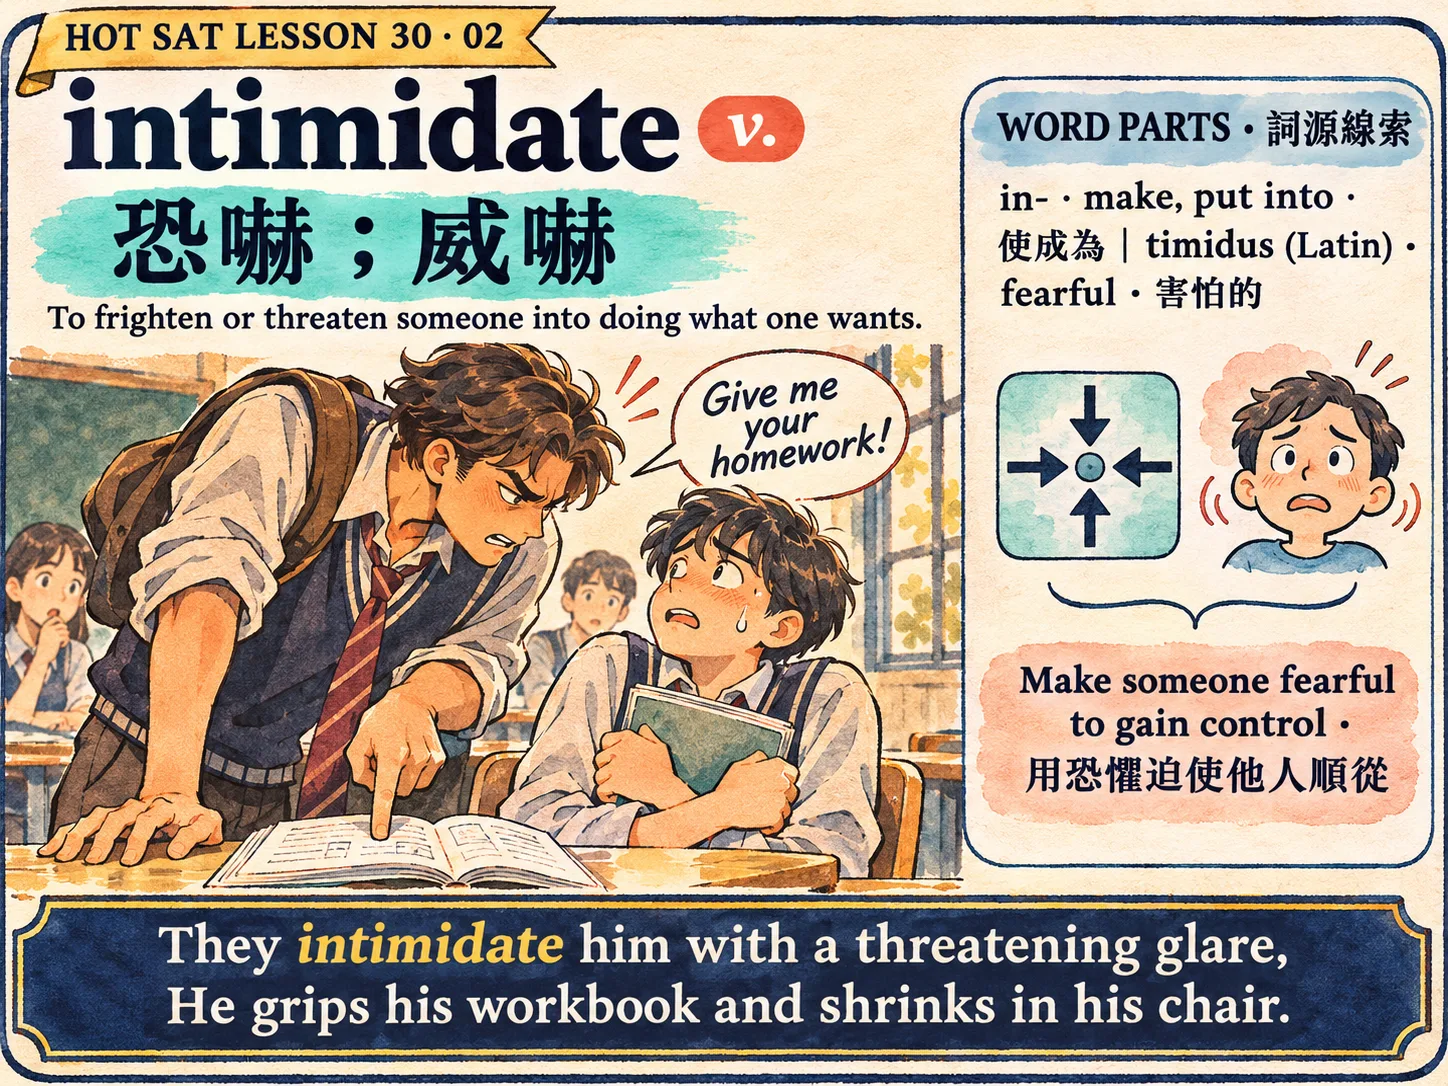 HOT SAT LESSON 30 · 02
intimidate v.
恐嚇；威嚇
To frighten or threaten someone into doing what one wants.
Give me
your
homework!
WORD PARTS · 詞源線索
in- · make, put into ·
使成為 | timidus (Latin) ·
fearful · 害怕的
Make someone fearful
to gain control ·
用恐懼迫使他人順從
They intimidate him with a threatening glare,
He grips his workbook and shrinks in his chair.